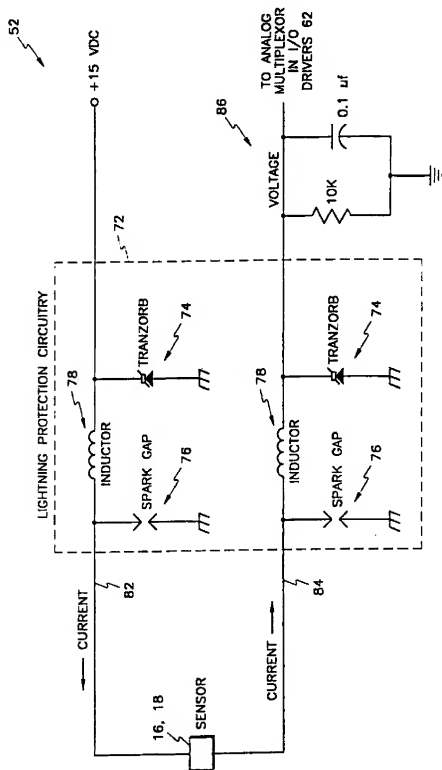 52
+15 VDC
TO ANALOG
MULTIPLEXOR
IN I/O
DRIVERS 62
86
VOLTAGE
0.1 uf
10K
72
LIGHTNING PROTECTION CIRCUITRY
78
INDUCTOR
TRANZORB
74
SPARK GAP
76
78
INDUCTOR
TRANZORB
74
SPARK GAP
76
CURRENT
82
CURRENT
84
16, 18
SENSOR